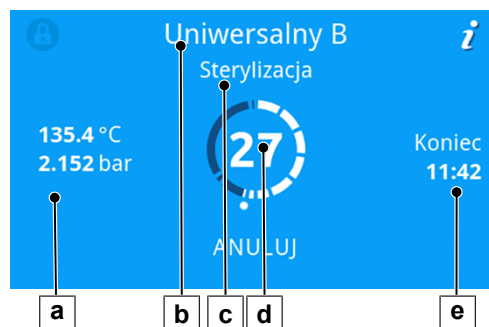 Uniwersalny B
i
Sterylizacja
135.4 °C
2.152 bar
27
Koniec
11:42
ANULUJ
a
b
c
d
e